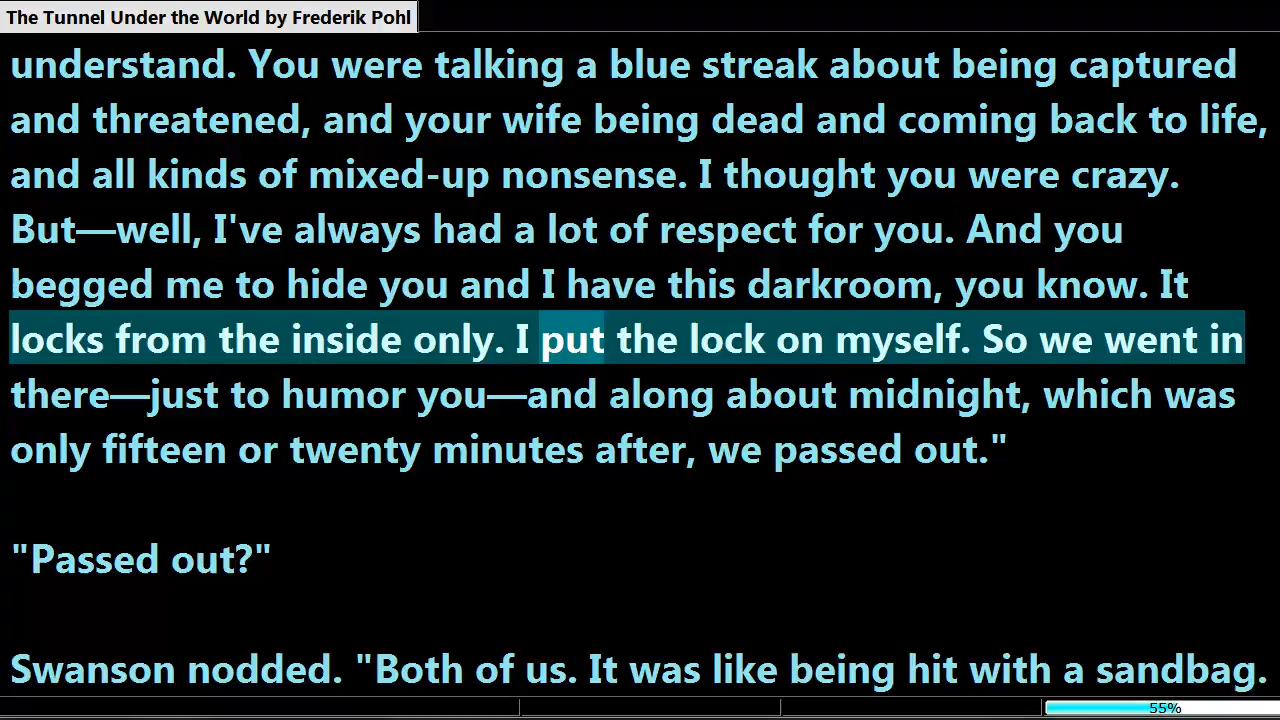 The Tunnel Under the World by Frederik Pohl
understand. You were talking a blue streak about being captured
and threatened, and your wife being dead and coming back to life,
and all kinds of mixed-up nonsense. I thought you were crazy.
But—well, I've always had a lot of respect for you. And you
begged me to hide you and I have this darkroom, you know. It
locks from the inside only. I put the lock on myself. So we went in
there—just to humor you—and along about midnight, which was
only fifteen or twenty minutes after, we passed out."
"Passed out?"
Swanson nodded. "Both of us. It was like being hit with a sandbag.
55%